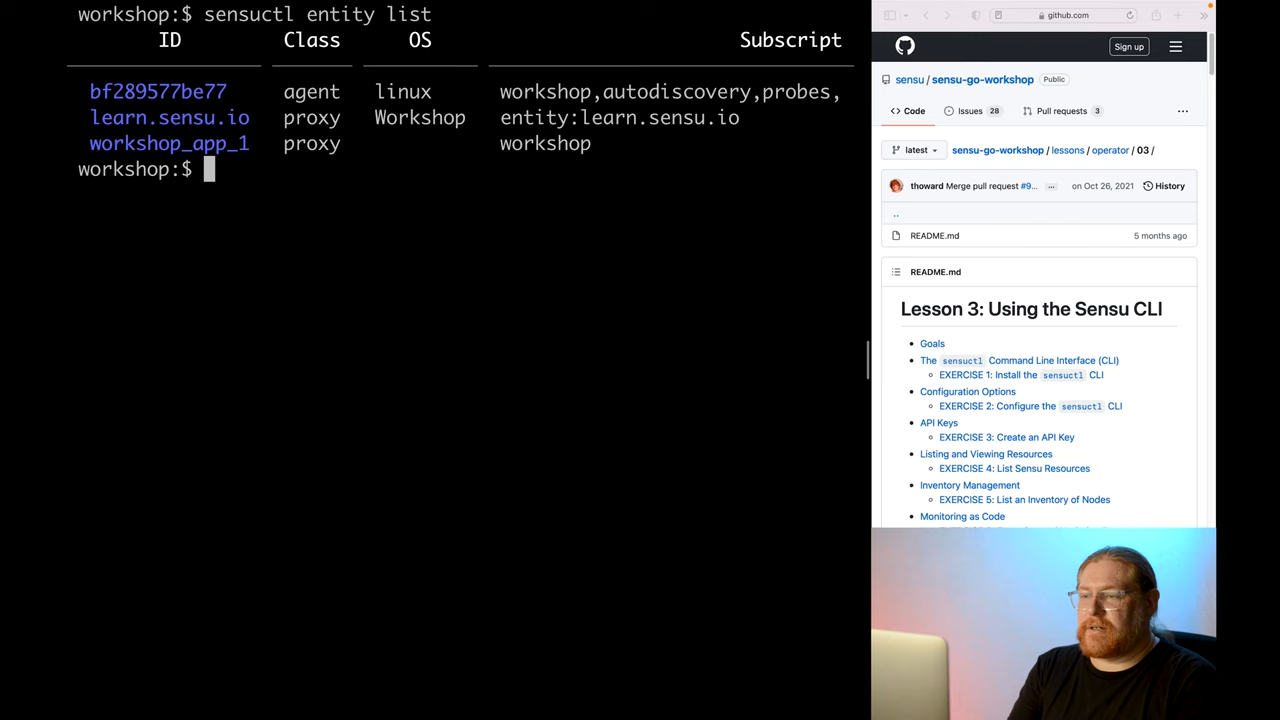 workshop:$ sensuctl entity list
ID Class OS Subscript
bf289577be77 agent linux workshop,autodiscovery,probes,
learn.sensu.io proxy Workshop entity:learn.sensu.io
workshop_app_1 proxy workshop
workshop:$
github.com
Sign up
sensu / sensu-go-workshop Public
Code Issues 28 Pull requests 3 ...
latest sensu-go-workshop / lessons / operator / 03 /
thoward Merge pull request #9... ... on Oct 26, 2021 History
..
README.md 5 months ago
README.md
Lesson 3: Using the Sensu CLI
Goals
The sensuctl Command Line Interface (CLI)
EXERCISE 1: Install the sensuctl CLI
Configuration Options
EXERCISE 2: Configure the sensuctl CLI
API Keys
EXERCISE 3: Create an API Key
Listing and Viewing Resources
EXERCISE 4: List Sensu Resources
Inventory Management
EXERCISE 5: List an Inventory of Nodes
Monitoring as Code